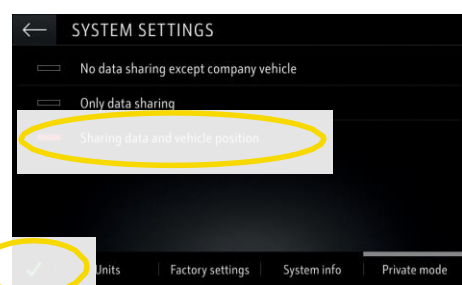 SYSTEM SETTINGS
No data sharing except company vehicle
Only data sharing
Sharing data and vehicle position
Units Factory settings System info Private mode